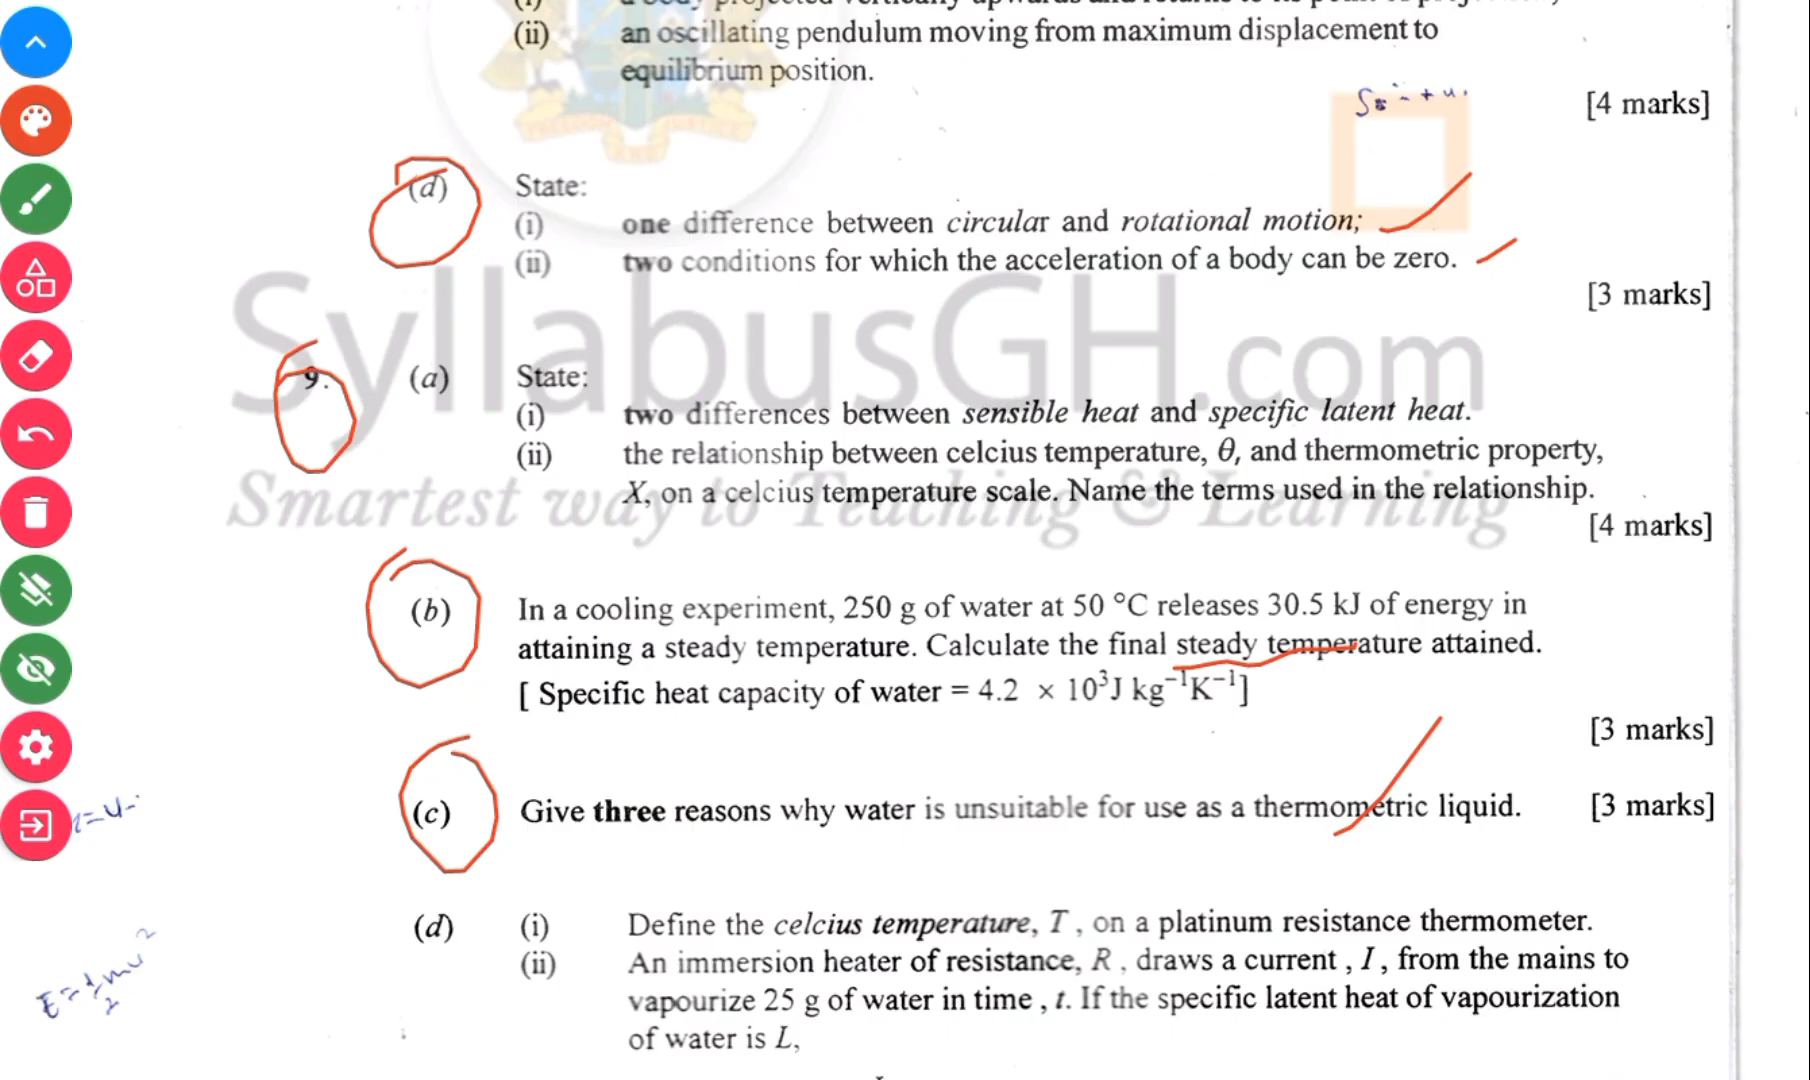 (ii) an oscillating pendulum moving from maximum displacement to
equilibrium position.
[4 marks]
(d) State:
(i) one difference between circular and rotational motion;
(ii) two conditions for which the acceleration of a body can be zero.
[3 marks]
SyllabusGH.com
Smartest way to Teaching & Learning
9. (a) State:
(i) two differences between sensible heat and specific latent heat.
(ii) the relationship between celcius temperature, θ, and thermometric property,
X, on a celcius temperature scale. Name the terms used in the relationship.
[4 marks]
(b) In a cooling experiment, 250 g of water at 50 °C releases 30.5 kJ of energy in
attaining a steady temperature. Calculate the final steady temperature attained.
[ Specific heat capacity of water = 4.2 × 10³J kg⁻¹K⁻¹]
[3 marks]
(c) Give three reasons why water is unsuitable for use as a thermometric liquid. [3 marks]
(d) (i) Define the celcius temperature, T , on a platinum resistance thermometer.
(ii) An immersion heater of resistance, R , draws a current , I , from the mains to
vapourize 25 g of water in time , t. If the specific latent heat of vapourization
of water is L,
E=½mv²